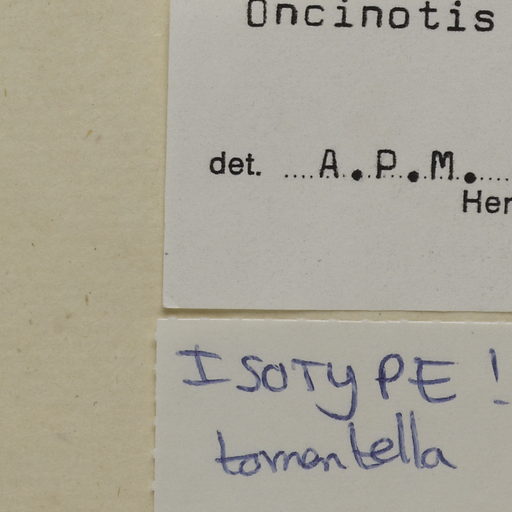 Oncinotis
det. A.P.M.
Her
ISOTYPE!
tomentella